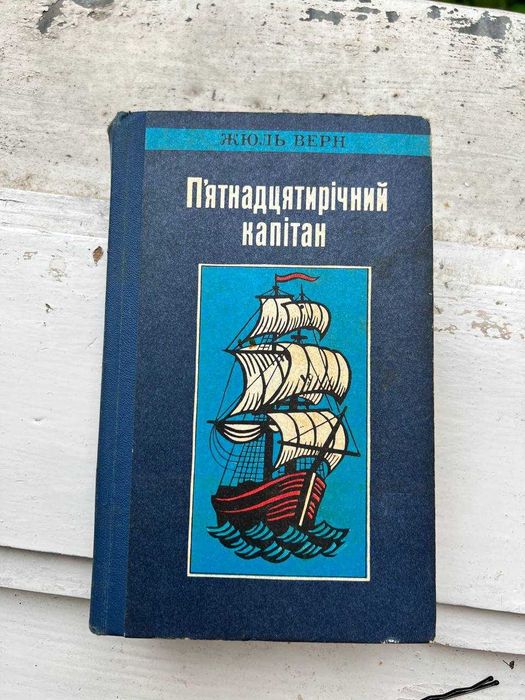 ЖЮЛЬ ВЕРН
П'ятнадцятирічний
капітан